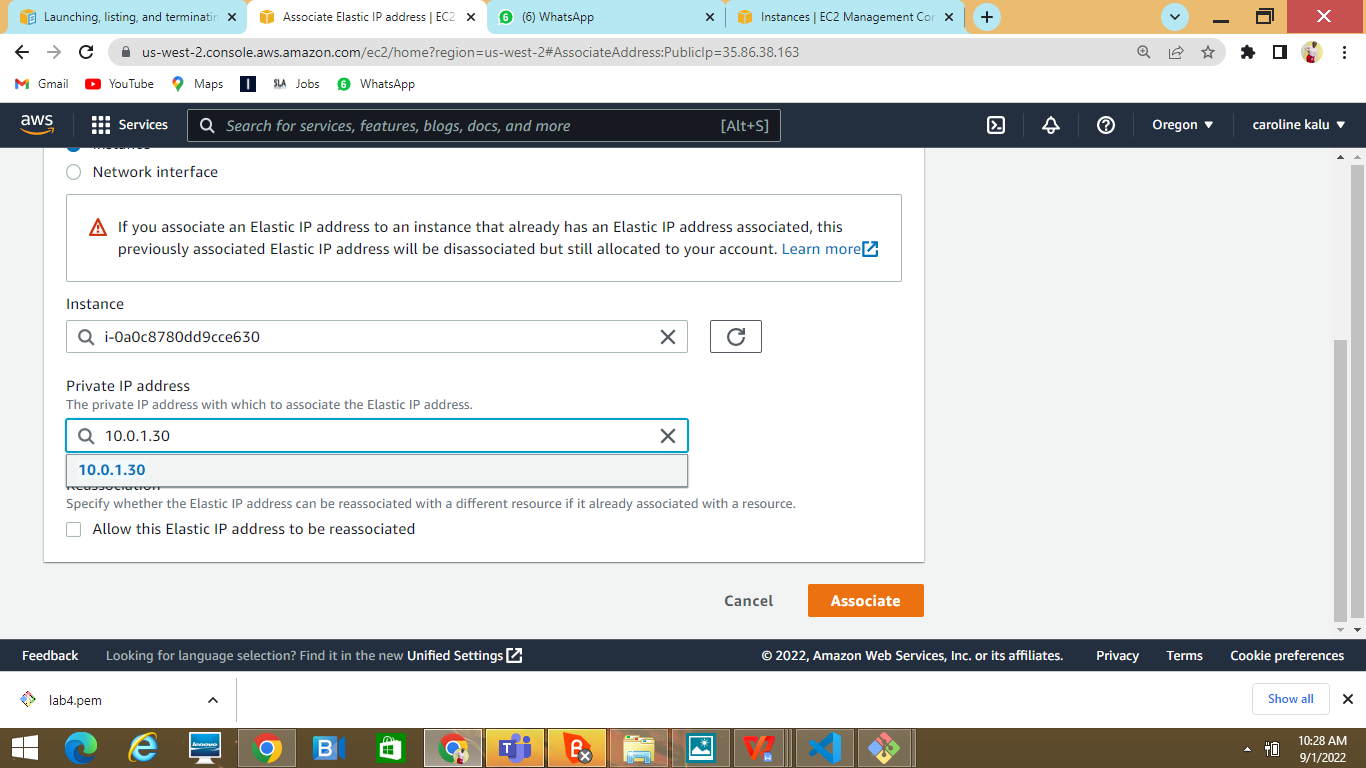 Launching, listing, and terminatin
Associate Elastic IP address | EC2
(6) WhatsApp
Instances | EC2 Management Con
us-west-2.console.aws.amazon.com/ec2/home?region=us-west-2#AssociateAddress:PublicIp=35.86.38.163
Gmail
YouTube
Maps
SLA Jobs
WhatsApp
aws
Services
Search for services, features, blogs, docs, and more
[Alt+S]
Oregon
caroline kalu
Network interface
If you associate an Elastic IP address to an instance that already has an Elastic IP address associated, this
previously associated Elastic IP address will be disassociated but still allocated to your account. Learn more
Instance
i-0a0c8780dd9cce630
Private IP address
The private IP address with which to associate the Elastic IP address.
10.0.1.30
10.0.1.30
Reassociation
Specify whether the Elastic IP address can be reassociated with a different resource if it already associated with a resource.
Allow this Elastic IP address to be reassociated
Cancel
Associate
Feedback
Looking for language selection? Find it in the new Unified Settings
© 2022, Amazon Web Services, Inc. or its affiliates.
Privacy
Terms
Cookie preferences
lab4.pem
Show all
lenovo
10:28 AM
9/1/2022